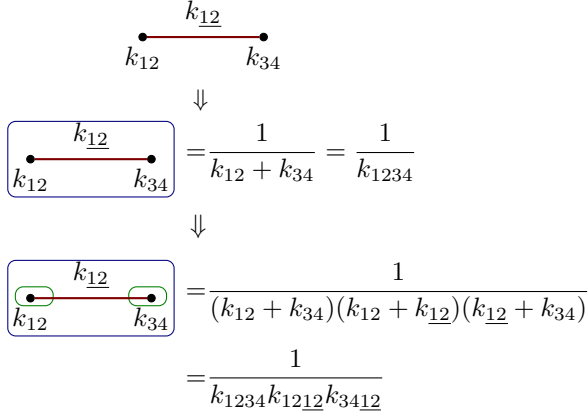 $k_{\underline{12}}$
$k_{12}$ $k_{34}$
⇓
$k_{\underline{12}}$
$k_{12}$ $k_{34}$ $=\frac{1}{k_{12}+k_{34}}=\frac{1}{k_{1234}}$
⇓
$k_{\underline{12}}$
$k_{12}$ $k_{34}$ $=\frac{1}{(k_{12}+k_{34})(k_{12}+k_{\underline{12}})(k_{\underline{12}}+k_{34})}$
$=\frac{1}{k_{1234}k_{12\underline{12}}k_{34\underline{12}}}$